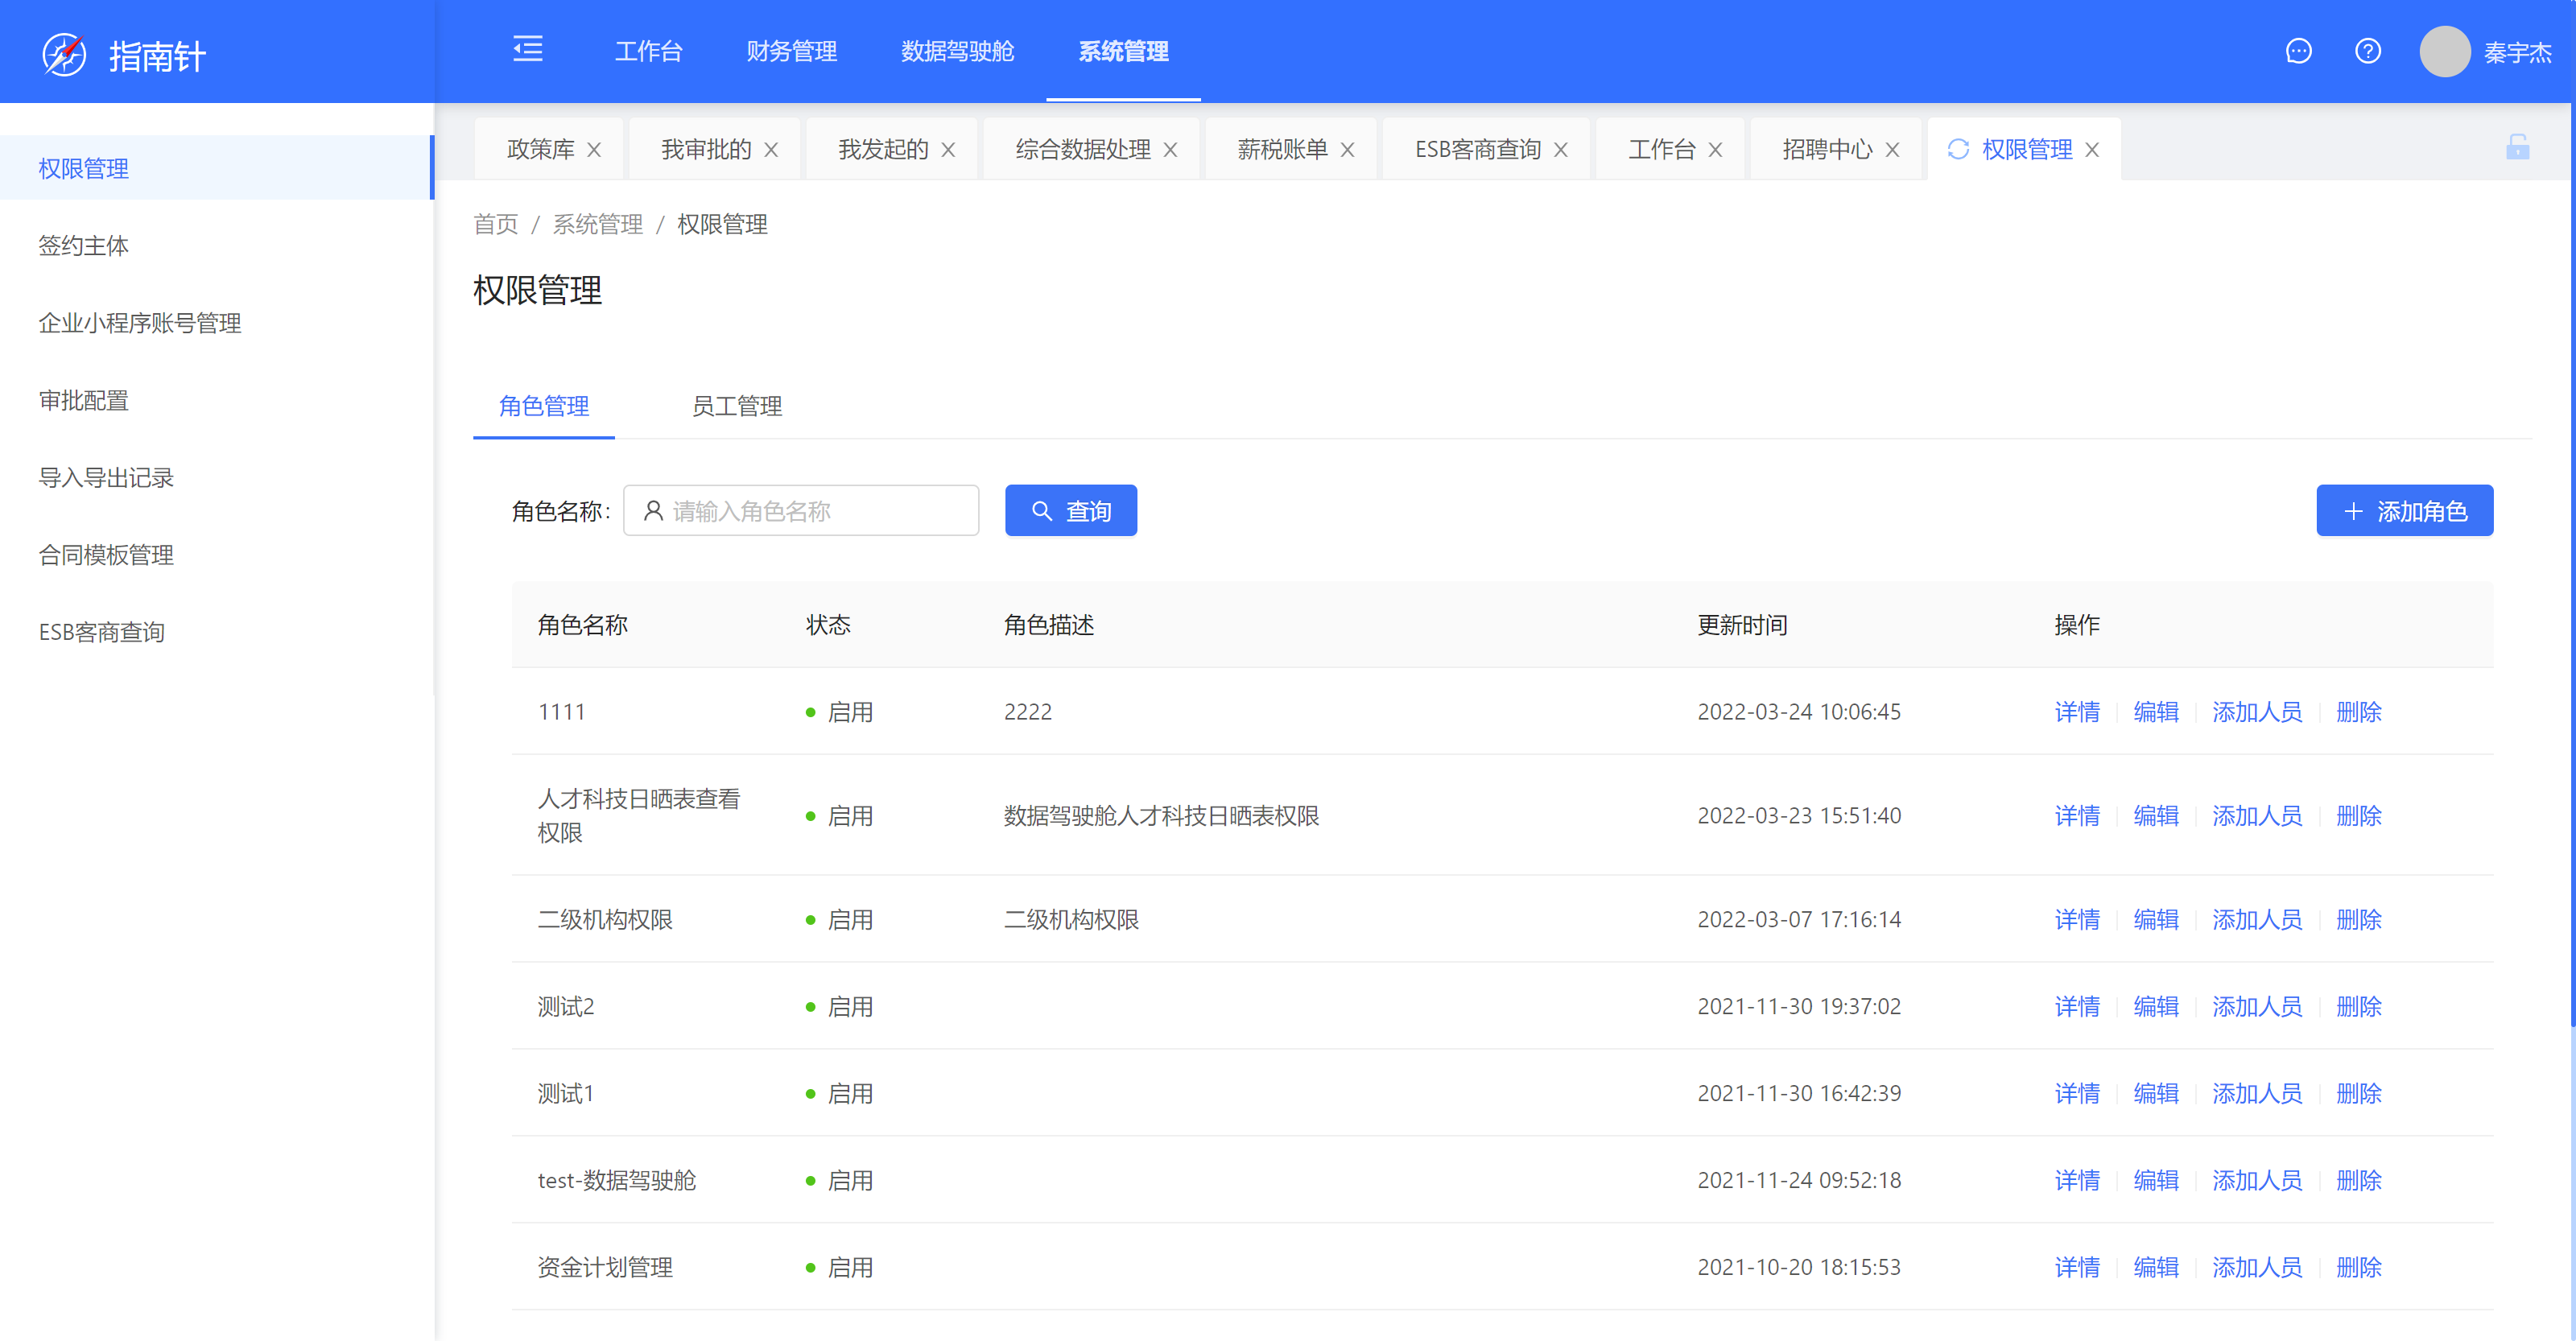 指南针
工作台 财务管理 数据驾驶舱 系统管理 秦宇杰
权限管理
签约主体
企业小程序账号管理
审批配置
导入导出记录
合同模板管理
ESB客商查询
政策库 我审批的 我发起的 综合数据处理 薪税账单 ESB客商查询 工作台 招聘中心 权限管理
首页 / 系统管理 / 权限管理
权限管理
角色管理 员工管理
角色名称: 请输入角色名称 查询 添加角色
角色名称 状态 角色描述 更新时间 操作
1111 启用 2222 2022-03-24 10:06:45 详情 编辑 添加人员 删除
人才科技日晒表查看
权限 启用 数据驾驶舱人才科技日晒表权限 2022-03-23 15:51:40 详情 编辑 添加人员 删除
二级机构权限 启用 二级机构权限 2022-03-07 17:16:14 详情 编辑 添加人员 删除
测试2 启用 2021-11-30 19:37:02 详情 编辑 添加人员 删除
测试1 启用 2021-11-30 16:42:39 详情 编辑 添加人员 删除
test-数据驾驶舱 启用 2021-11-24 09:52:18 详情 编辑 添加人员 删除
资金计划管理 启用 2021-10-20 18:15:53 详情 编辑 添加人员 删除